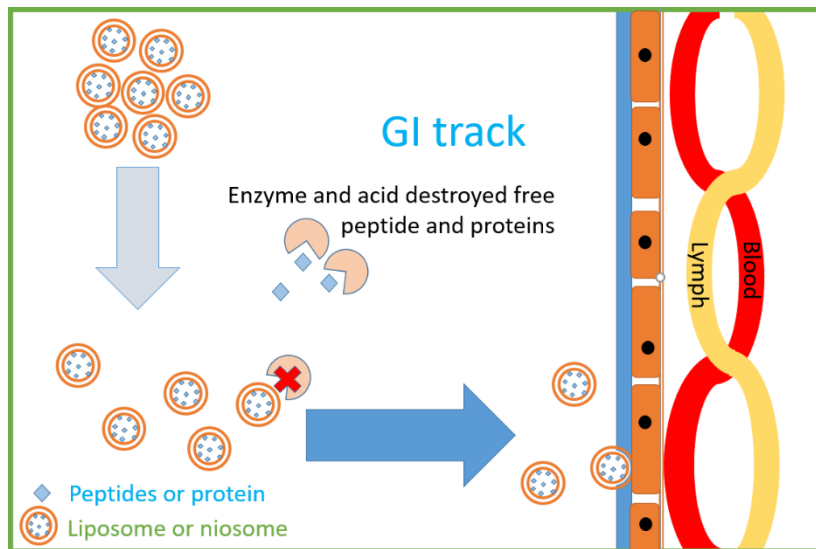 GI track
Enzyme and acid destroyed free
peptide and proteins
Lymph
Blood
Peptides or protein
Liposome or niosome